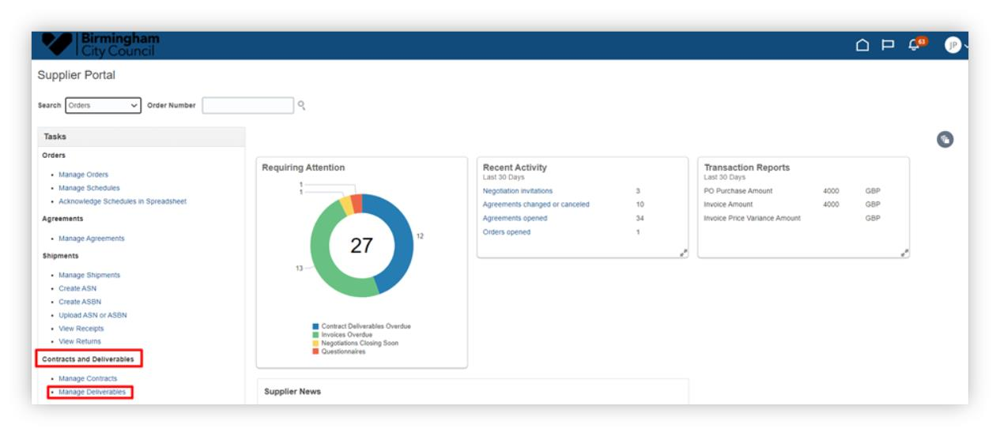 Birmingham
City Council
63
JP
Supplier Portal
Search Orders Order Number
Tasks
Orders
Manage Orders
Manage Schedules
Acknowledge Schedules in Spreadsheet
Agreements
Manage Agreements
Shipments
Manage Shipments
Create ASN
Create ASBN
Upload ASN or ASBN
View Receipts
View Returns
Contracts and Deliverables
Manage Contracts
Manage Deliverables
Requiring Attention
1
1
12
27
13
Contract Deliverables Overdue
Invoices Overdue
Negotiations Closing Soon
Questionnaires
Recent Activity
Last 30 Days
Negotiation invitations 3
Agreements changed or canceled 10
Agreements opened 34
Orders opened 1
Transaction Reports
Last 30 Days
PO Purchase Amount 4000 GBP
Invoice Amount 4000 GBP
Invoice Price Variance Amount GBP
Supplier News